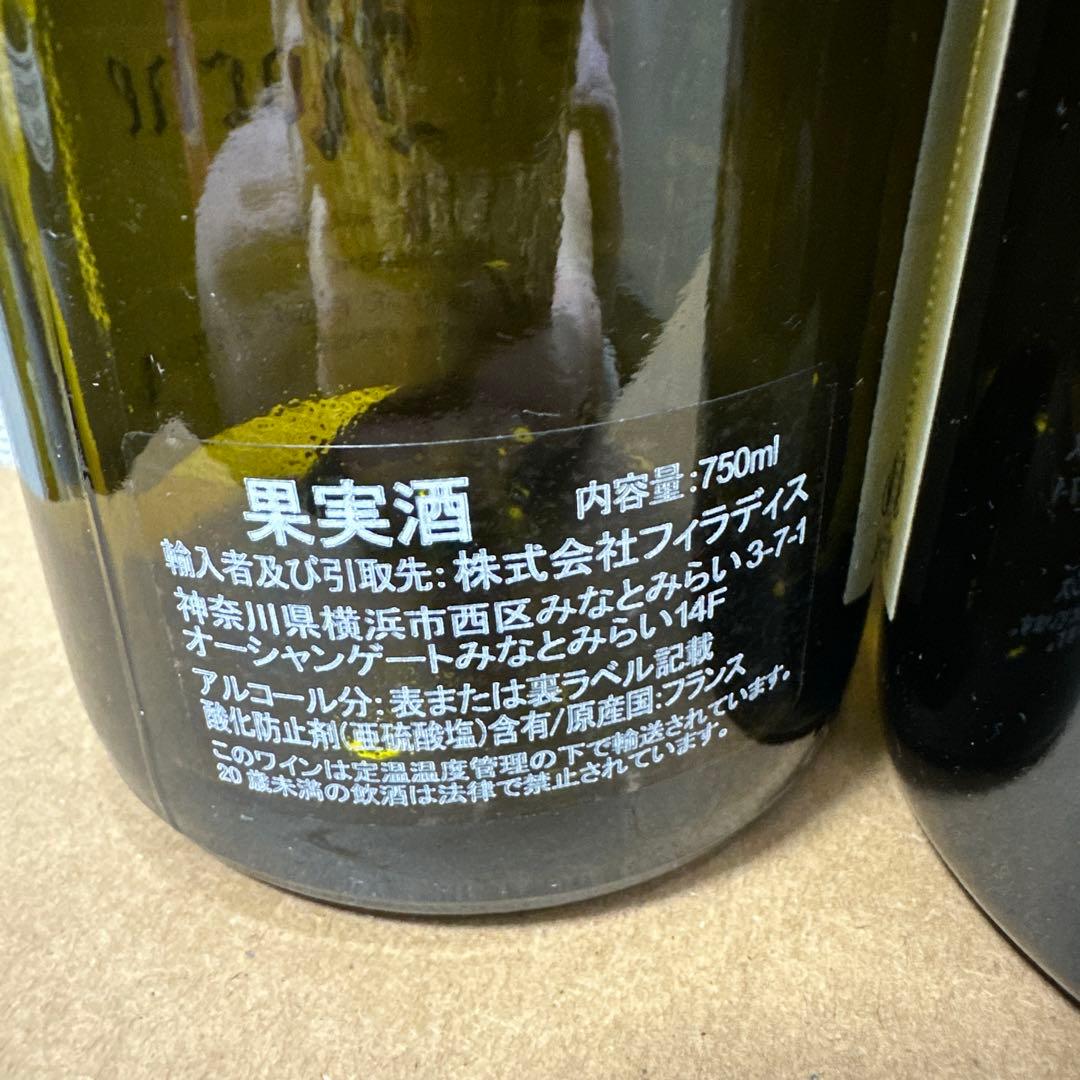 果実酒 内容量:750ml
輸入者及び引取先:株式会社フィラディス
神奈川県横浜市西区みなとみらい3-7-1
オーシャンゲートみなとみらい14F
アルコール分:表または裏ラベル記載
酸化防止剤(亜硫酸塩)含有/原産国:フランス
このワインは定温温度管理の下で輸送されています。
20歳未満の飲酒は法律で禁止されています。